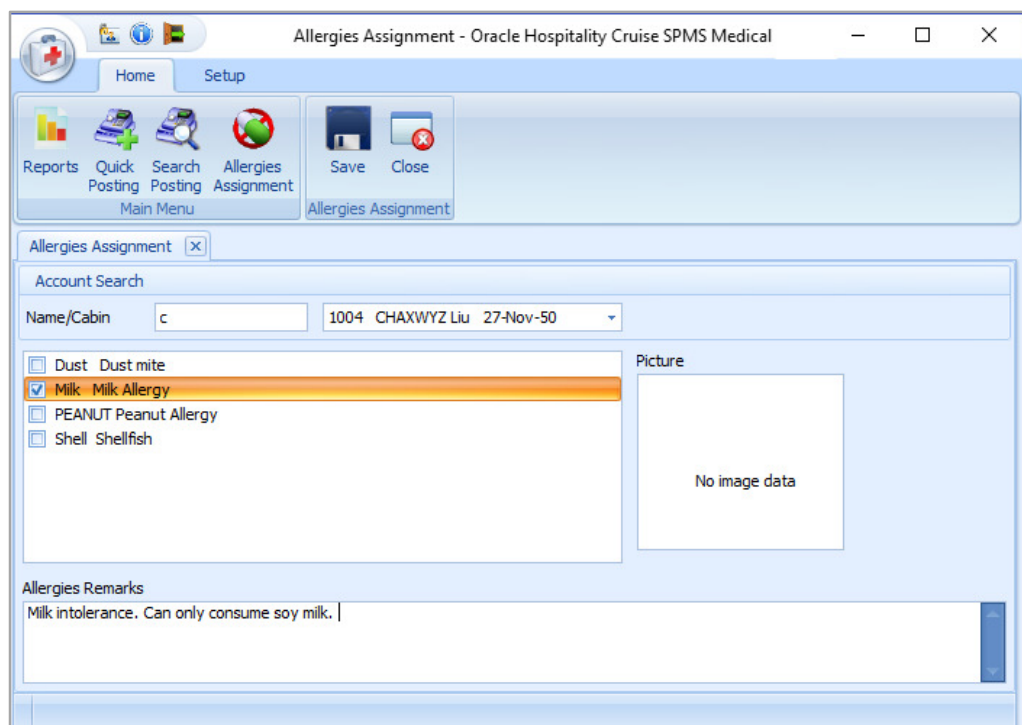 Allergies Assignment - Oracle Hospitality Cruise SPMS Medical
Home Setup
Reports Quick Posting Search Posting Allergies Assignment Save Close
Main Menu Allergies Assignment
Allergies Assignment
Account Search
Name/Cabin c 1004 CHAXWYZ Liu 27-Nov-50
Dust Dust mite
Picture
Milk Milk Allergy
PEANUT Peanut Allergy
Shell Shellfish
No image data
Allergies Remarks
Milk intolerance. Can only consume soy milk.